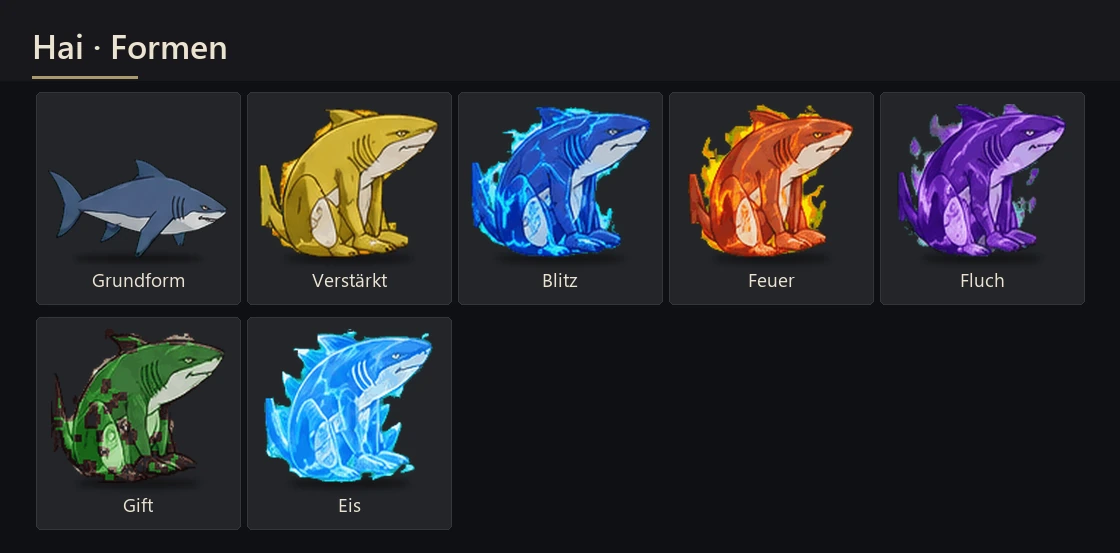 Hai · Formen
Grundform
Verstärkt
Blitz
Feuer
Fluch
Gift
Eis